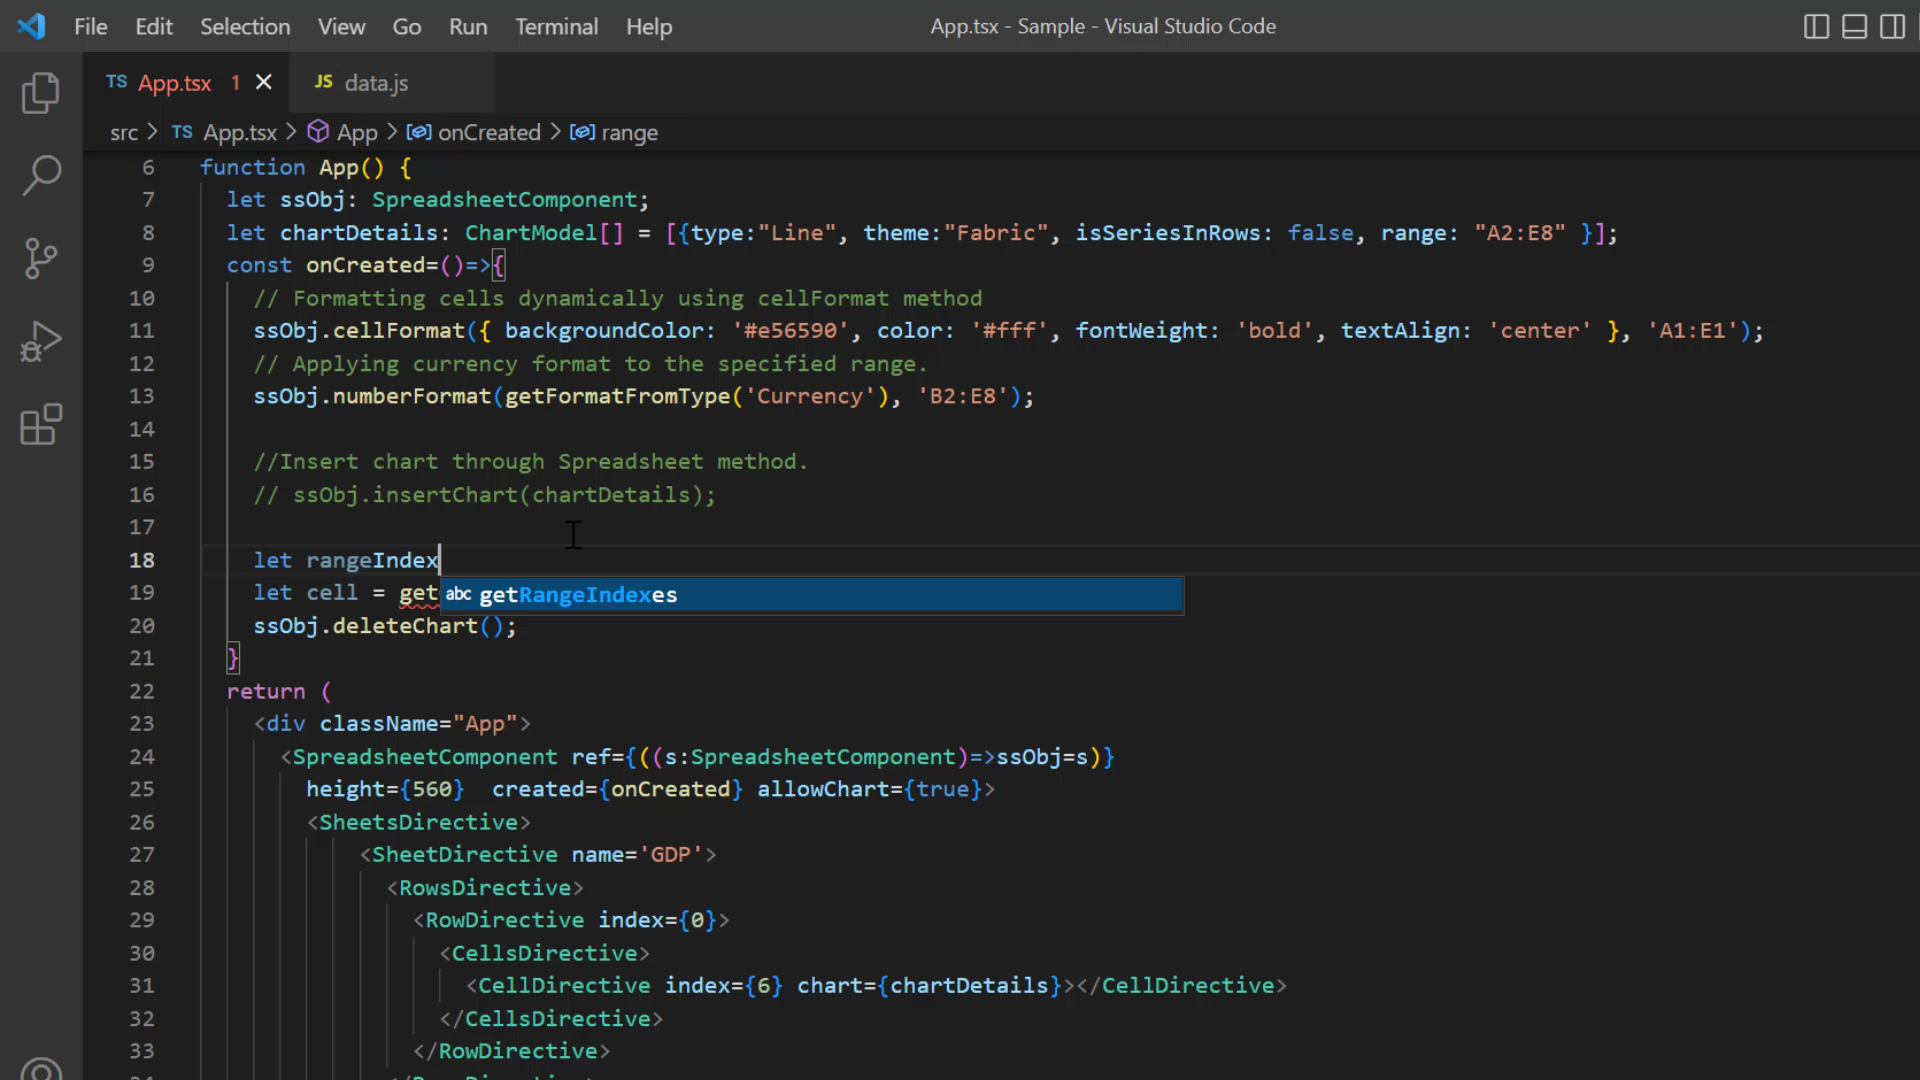 File Edit Selection View Go Run Terminal Help App.tsx - Sample - Visual Studio Code
TS App.tsx 1 JS data.js
src > TS App.tsx > App > onCreated > range
6 function App() {
7 let ssObj: SpreadsheetComponent;
8 let chartDetails: ChartModel[] = [{type:"Line", theme:"Fabric", isSeriesInRows: false, range: "A2:E8" }];
9 const onCreated=()=>{
10 // Formatting cells dynamically using cellFormat method
11 ssObj.cellFormat({ backgroundColor: '#e56590', color: '#fff', fontWeight: 'bold', textAlign: 'center' }, 'A1:E1');
12 // Applying currency format to the specified range.
13 ssObj.numberFormat(getFormatFromType('Currency'), 'B2:E8');
14
15 //Insert chart through Spreadsheet method.
16 // ssObj.insertChart(chartDetails);
17
18 let rangeIndex
19 let cell = get abc getRangeIndexes
20 ssObj.deleteChart();
21 }
22 return (
23 <div className="App">
24 <SpreadsheetComponent ref={((s:SpreadsheetComponent)=>ssObj=s)}
25 height={560} created={onCreated} allowChart={true}>
26 <SheetsDirective>
27 <SheetDirective name='GDP'>
28 <RowsDirective>
29 <RowDirective index={0}>
30 <CellsDirective>
31 <CellDirective index={6} chart={chartDetails}></CellDirective>
32 </CellsDirective>
33 </RowDirective>